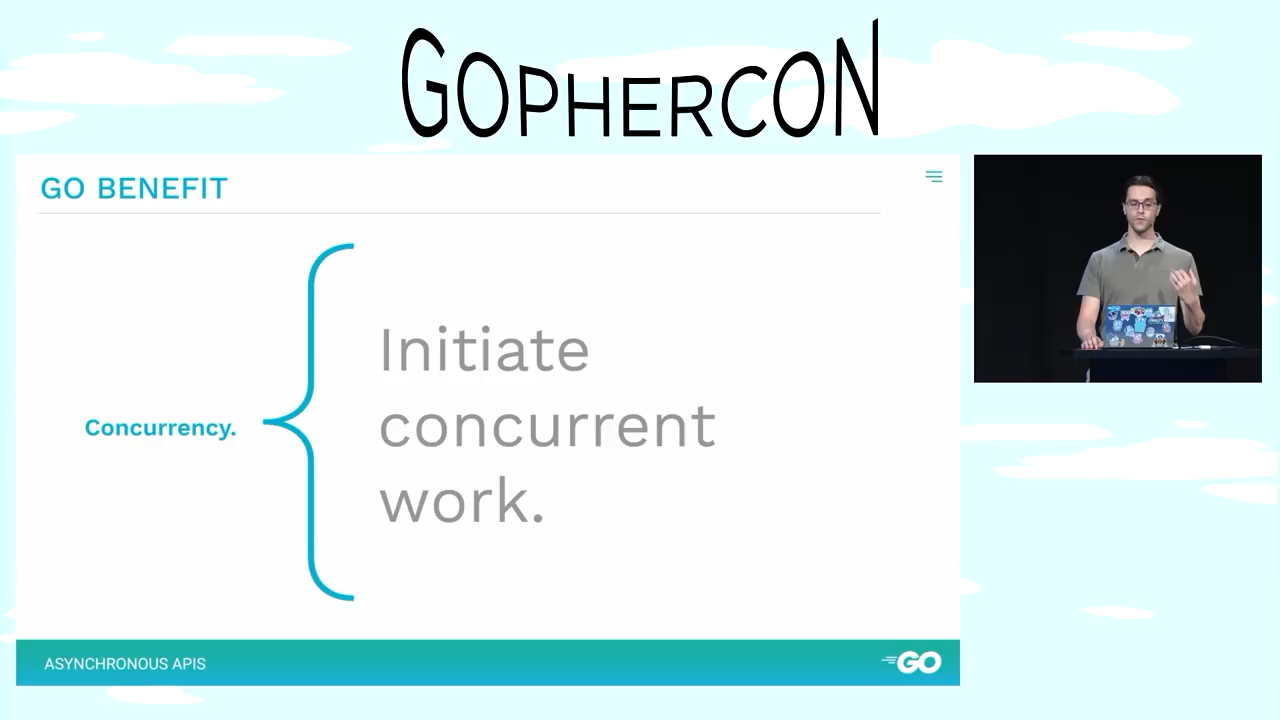 GOPHERCON
GO BENEFIT
Concurrency.
Initiate
concurrent
work.
ASYNCHRONOUS APIS
GO